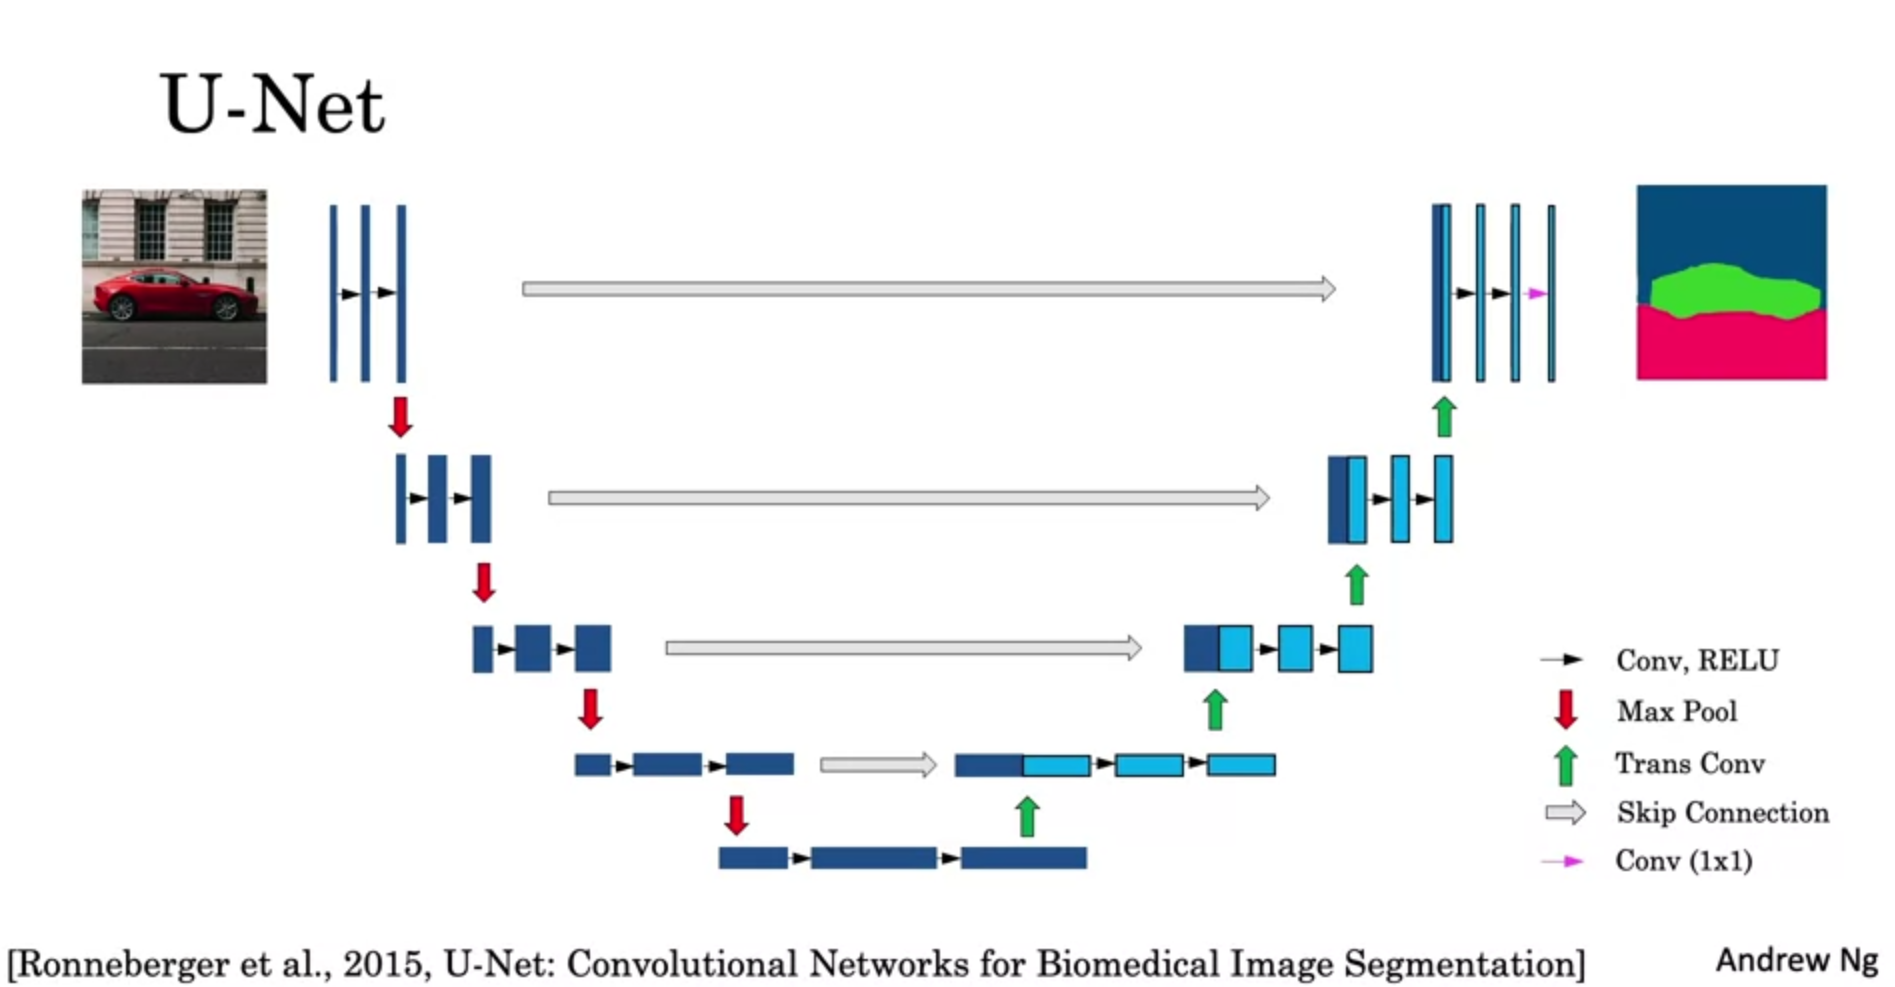 U-Net
Conv, RELU
Max Pool
Trans Conv
Skip Connection
Conv (1x1)
[Ronneberger et al., 2015, U-Net: Convolutional Networks for Biomedical Image Segmentation]
Andrew Ng